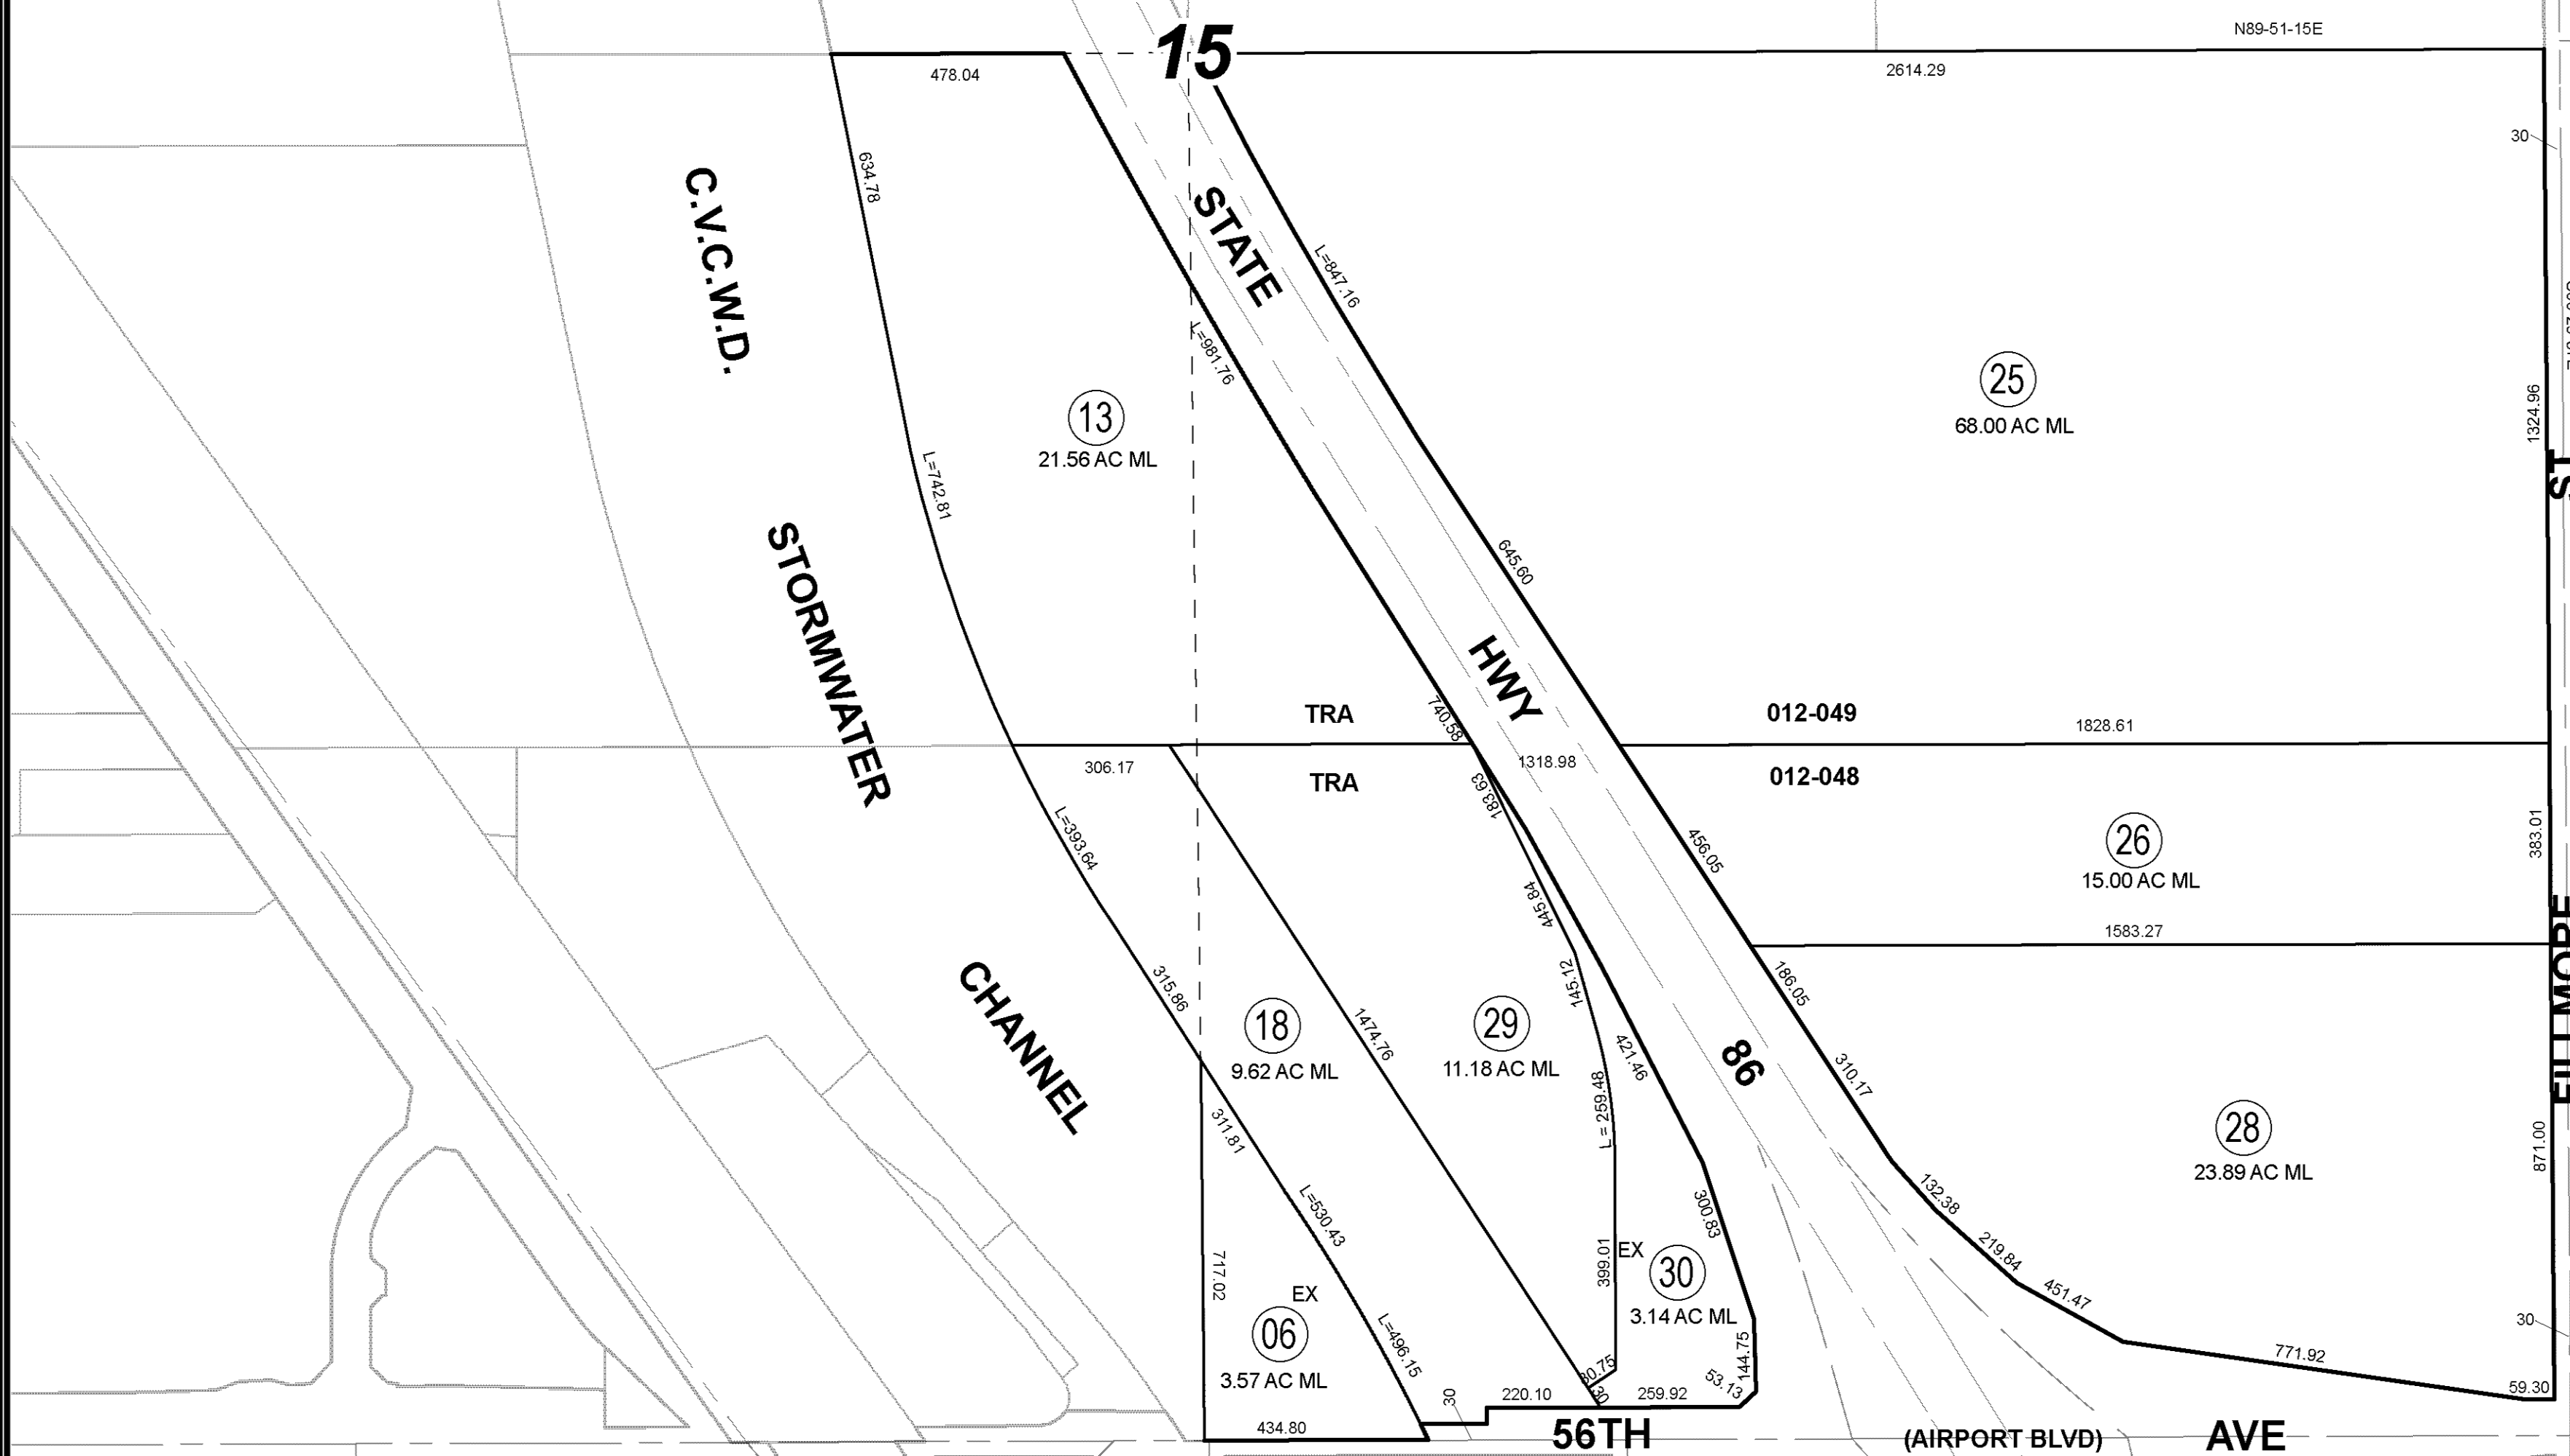 15
N89-51-15E
478.04
2614.29
30
634.78
C.V.C.W.D.
STATE
L=847.16
L=981.76
25
68.00 AC ML
1324.96
13
21.56 AC ML
L=742.81
ST
645.60
STORMWATER
HWY
TRA
740.58
012-049
1828.61
306.17
TRA
1318.98
012-048
183.63
L=393.64
456.05
26
15.00 AC ML
383.01
445.84
1583.27
FILLMORE
CHANNEL
315.86
145.12
186.05
18
9.62 AC ML
1474.76
29
11.18 AC ML
421.46
86
310.17
L = 259.48
311.81
28
23.89 AC ML
871.00
L=530.43
300.83
132.38
717.02
399.01
EX
30
3.14 AC ML
219.84
451.47
EX
06
3.57 AC ML
L=496.15
30
144.75
771.92
30.75
53.13
59.30
30
220.10
30
259.92
434.80
56TH
(AIRPORT BLVD)
AVE